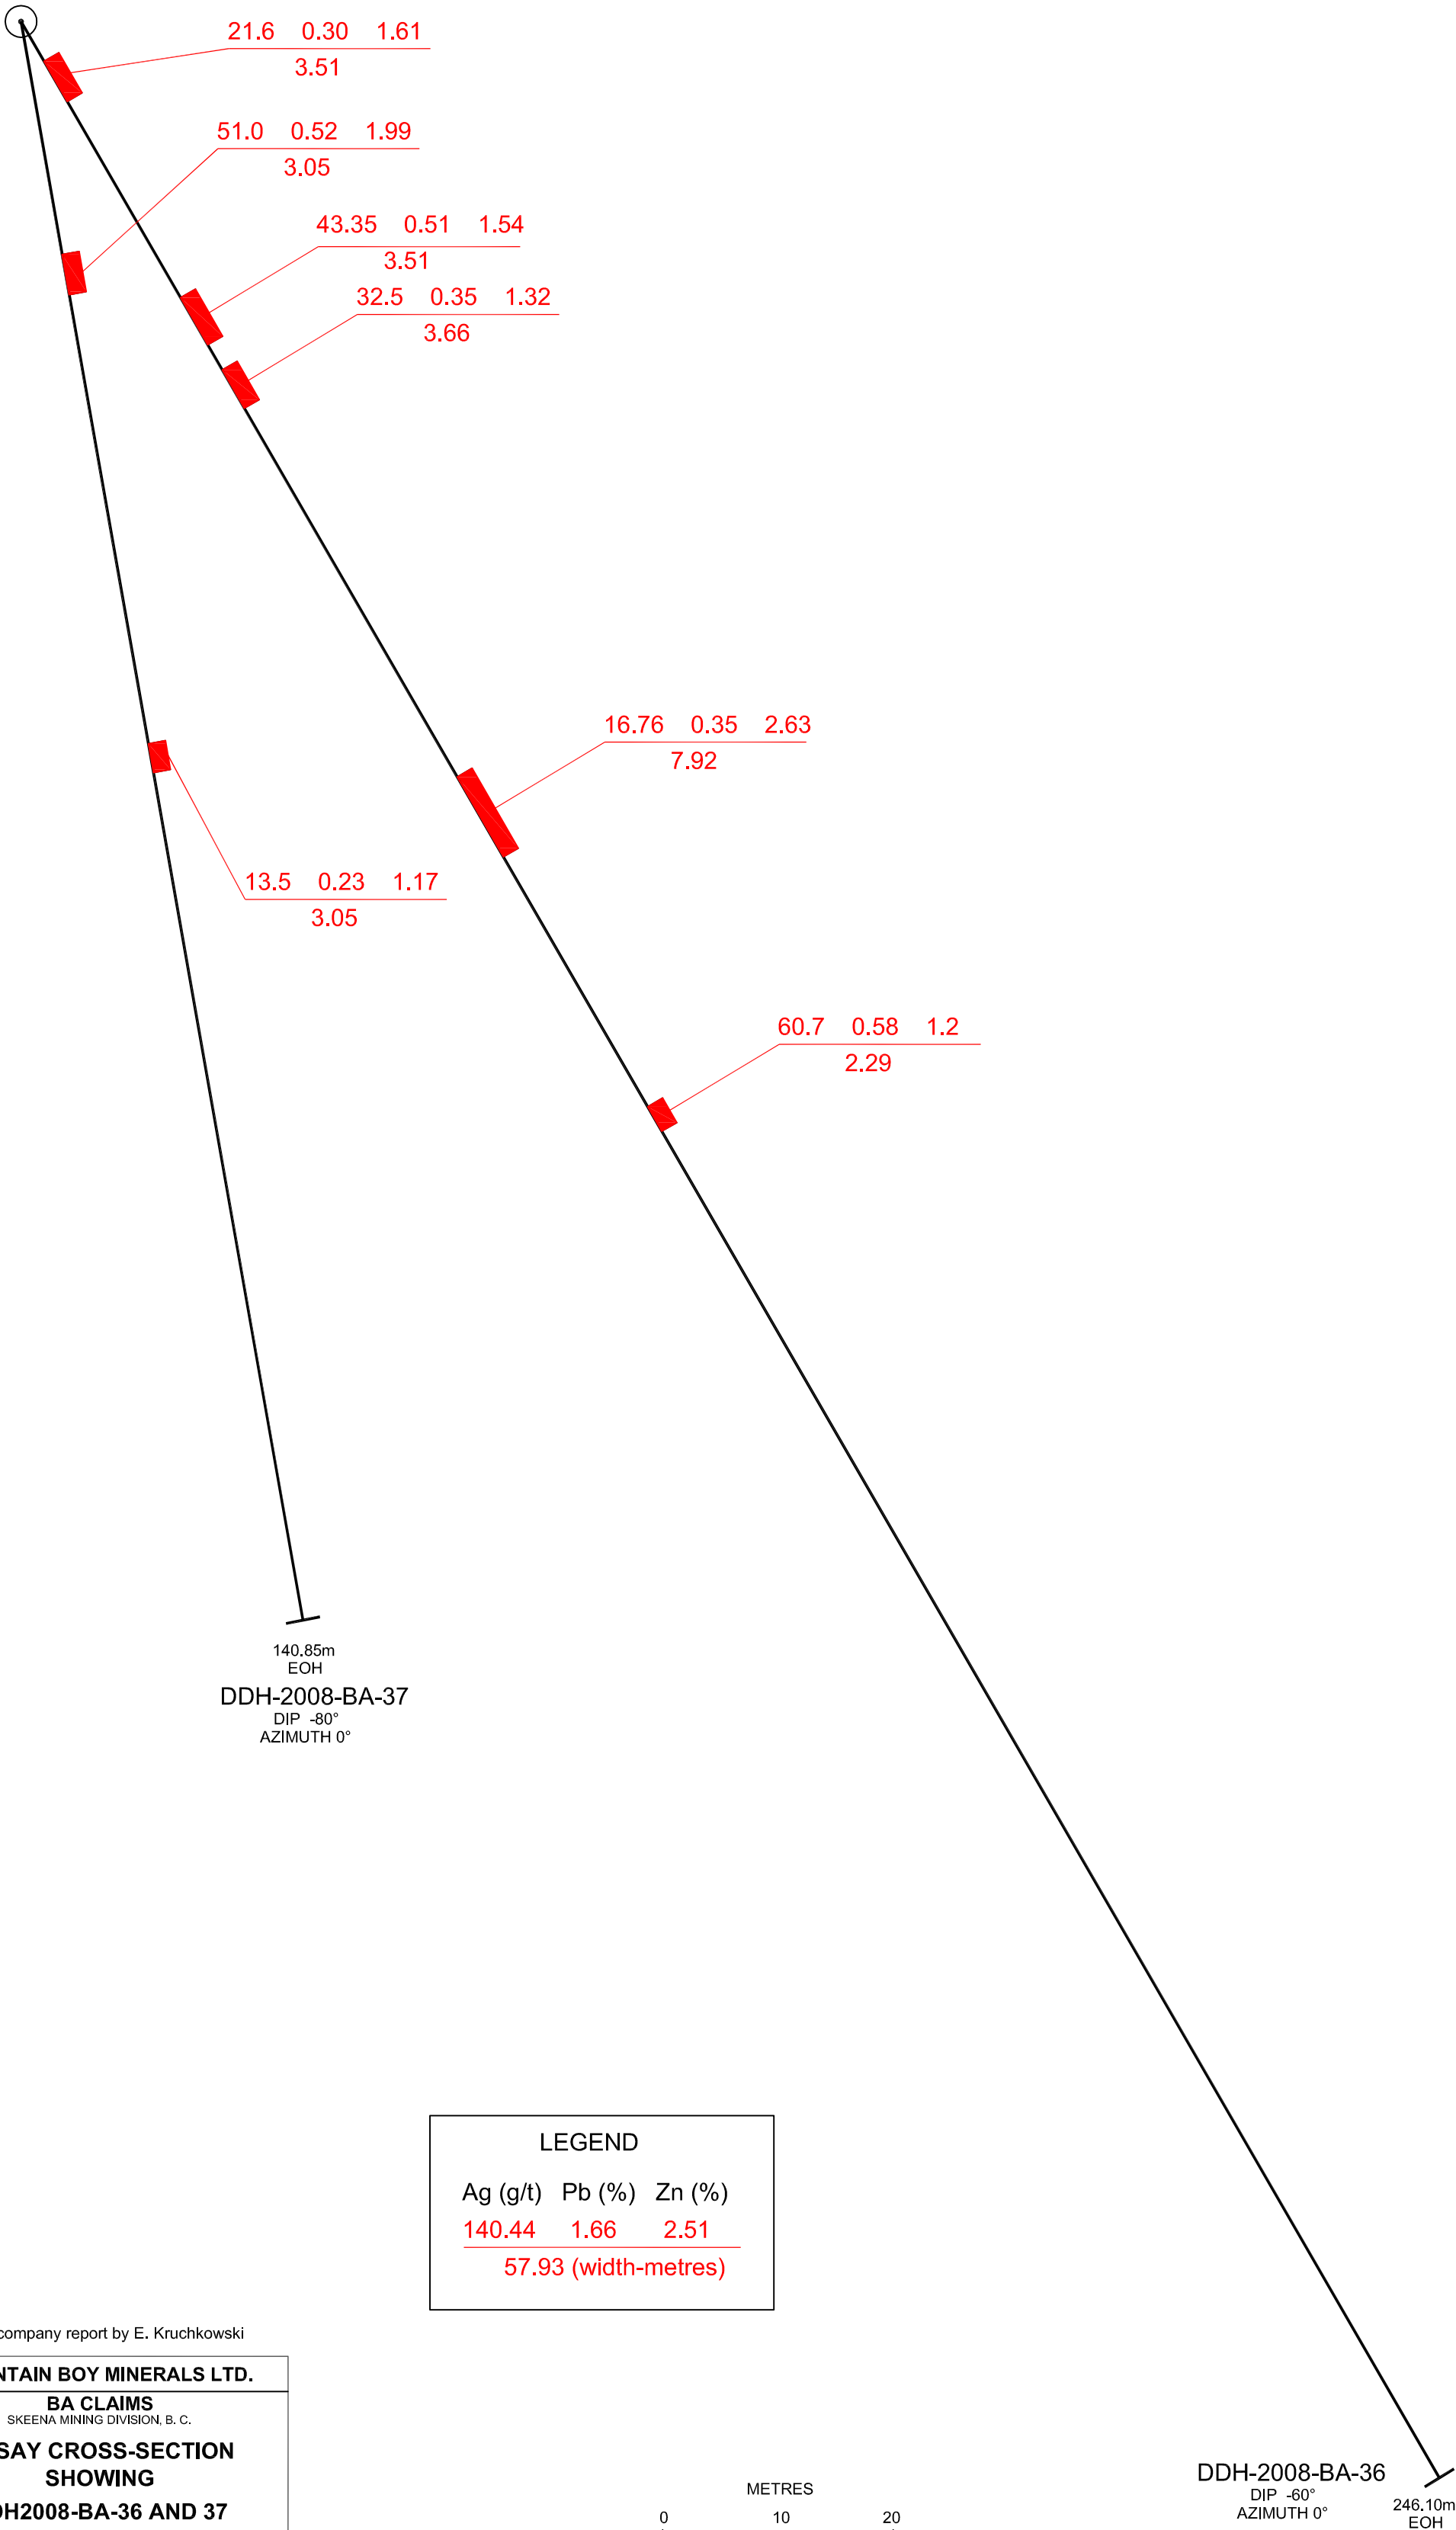 21.6 0.30 1.61
3.51
51.0 0.52 1.99
3.05
43.35 0.51 1.54
3.51
32.5 0.35 1.32
3.66
16.76 0.35 2.63
7.92
13.5 0.23 1.17
3.05
60.7 0.58 1.2
2.29
140.85m
EOH
DDH-2008-BA-37
DIP -80°
AZIMUTH 0°
LEGEND
Ag (g/t) Pb (%) Zn (%)
140.44 1.66 2.51
57.93 (width-metres)
company report by E. Kruchkowski
NTAIN BOY MINERALS LTD.
BA CLAIMS
SKEENA MINING DIVISION, B. C.
SAY CROSS-SECTION
SHOWING
H2008-BA-36 AND 37
METRES
0 10 20
DDH-2008-BA-36
DIP -60°
AZIMUTH 0°
246.10m
EOH